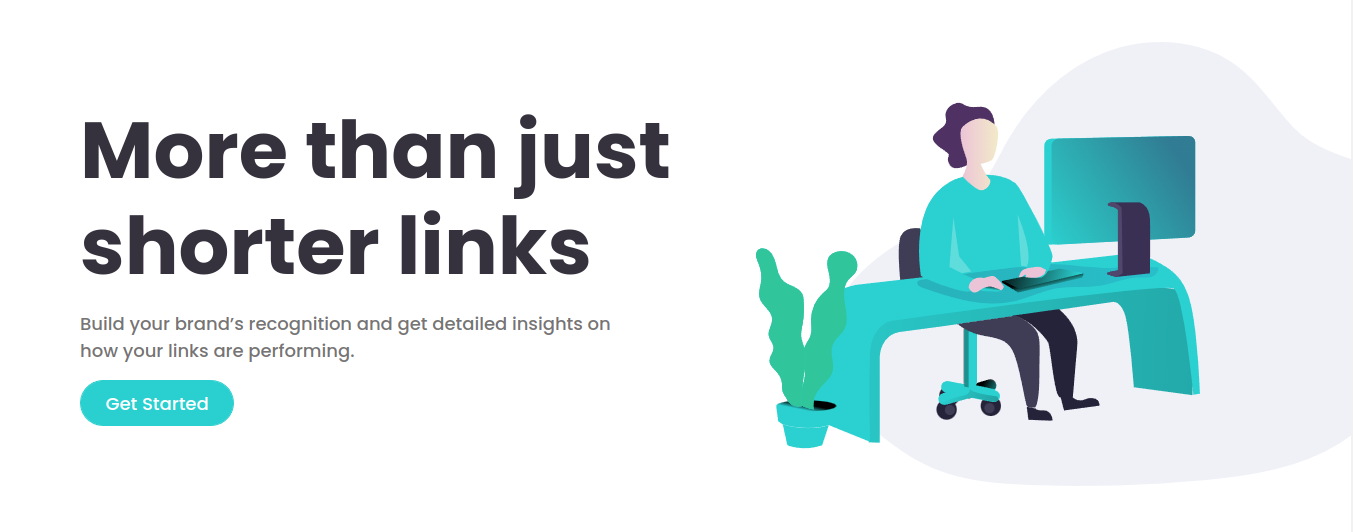 More than just
shorter links
Build your brand’s recognition and get detailed insights on
how your links are performing.
Get Started